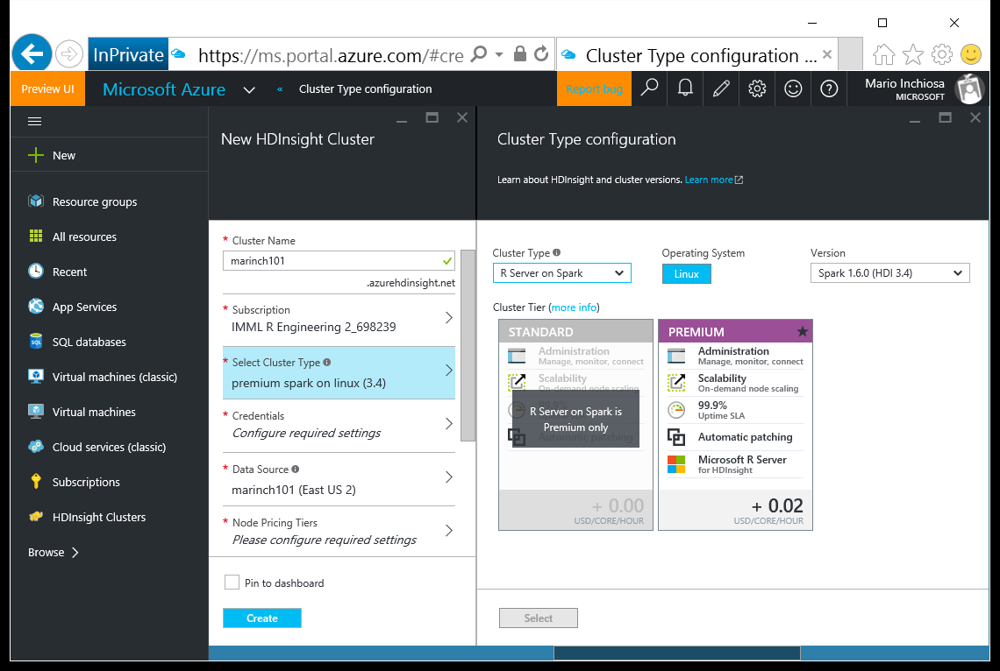 InPrivate
https://ms.portal.azure.com/#cre
Cluster Type configuration ...
Preview UI
Microsoft Azure
«
Cluster Type configuration
Report bug
Mario Inchiosa
MICROSOFT
New
Resource groups
All resources
Recent
App Services
SQL databases
Virtual machines (classic)
Virtual machines
Cloud services (classic)
Subscriptions
HDInsight Clusters
Browse
New HDInsight Cluster
* Cluster Name
marinch101
.azurehdinsight.net
* Subscription
IMML R Engineering 2_698239
* Select Cluster Type
premium spark on linux (3.4)
* Credentials
Configure required settings
* Data Source
marinch101 (East US 2)
* Node Pricing Tiers
Please configure required settings
Pin to dashboard
Create
Cluster Type configuration
Learn about HDInsight and cluster versions. Learn more
Cluster Type
R Server on Spark
Operating System
Linux
Version
Spark 1.6.0 (HDI 3.4)
Cluster Tier (more info)
STANDARD
Administration
Manage, monitor, connect
Scalability
On-demand node scaling
R Server on Spark is
Premium only
Automatic patching
+ 0.00
USD/CORE/HOUR
PREMIUM
Administration
Manage, monitor, connect
Scalability
On-demand node scaling
99.9%
Uptime SLA
Automatic patching
Microsoft R Server
for HDInsight
+ 0.02
USD/CORE/HOUR
Select